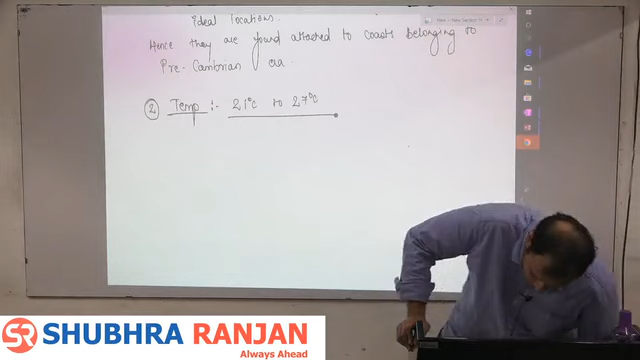 Ideal locations.
Hence they are found attached to coasts belonging to
Pre-Cambrian era.
② Temp :- 21°C to 27°C
SR SHUBHRA RANJAN
Always Ahead